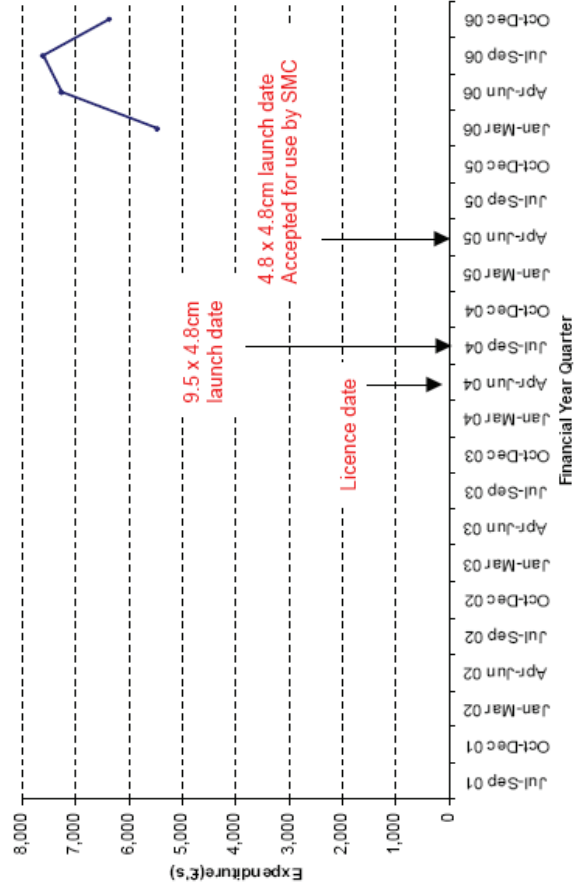 8,000
7,000
6,000
5,000
4,000
3,000
2,000
1,000
0
Expenditure(£'s)
9.5 x 4.8cm
launch date
4.8 x 4.8cm launch date
Accepted for use by SMC
Licence date
Jul-Sep 01
Oct-Dec 01
Jan-Mar 02
Apr-Jun 02
Jul-Sep 02
Oct-Dec 02
Jan-Mar 03
Apr-Jun 03
Jul-Sep 03
Oct-Dec 03
Jan-Mar 04
Apr-Jun 04
Jul-Sep 04
Oct-Dec 04
Jan-Mar 05
Apr-Jun 05
Jul-Sep 05
Oct-Dec 05
Jan-Mar 06
Apr-Jun 06
Jul-Sep 06
Oct-Dec 06
Financial Year Quarter